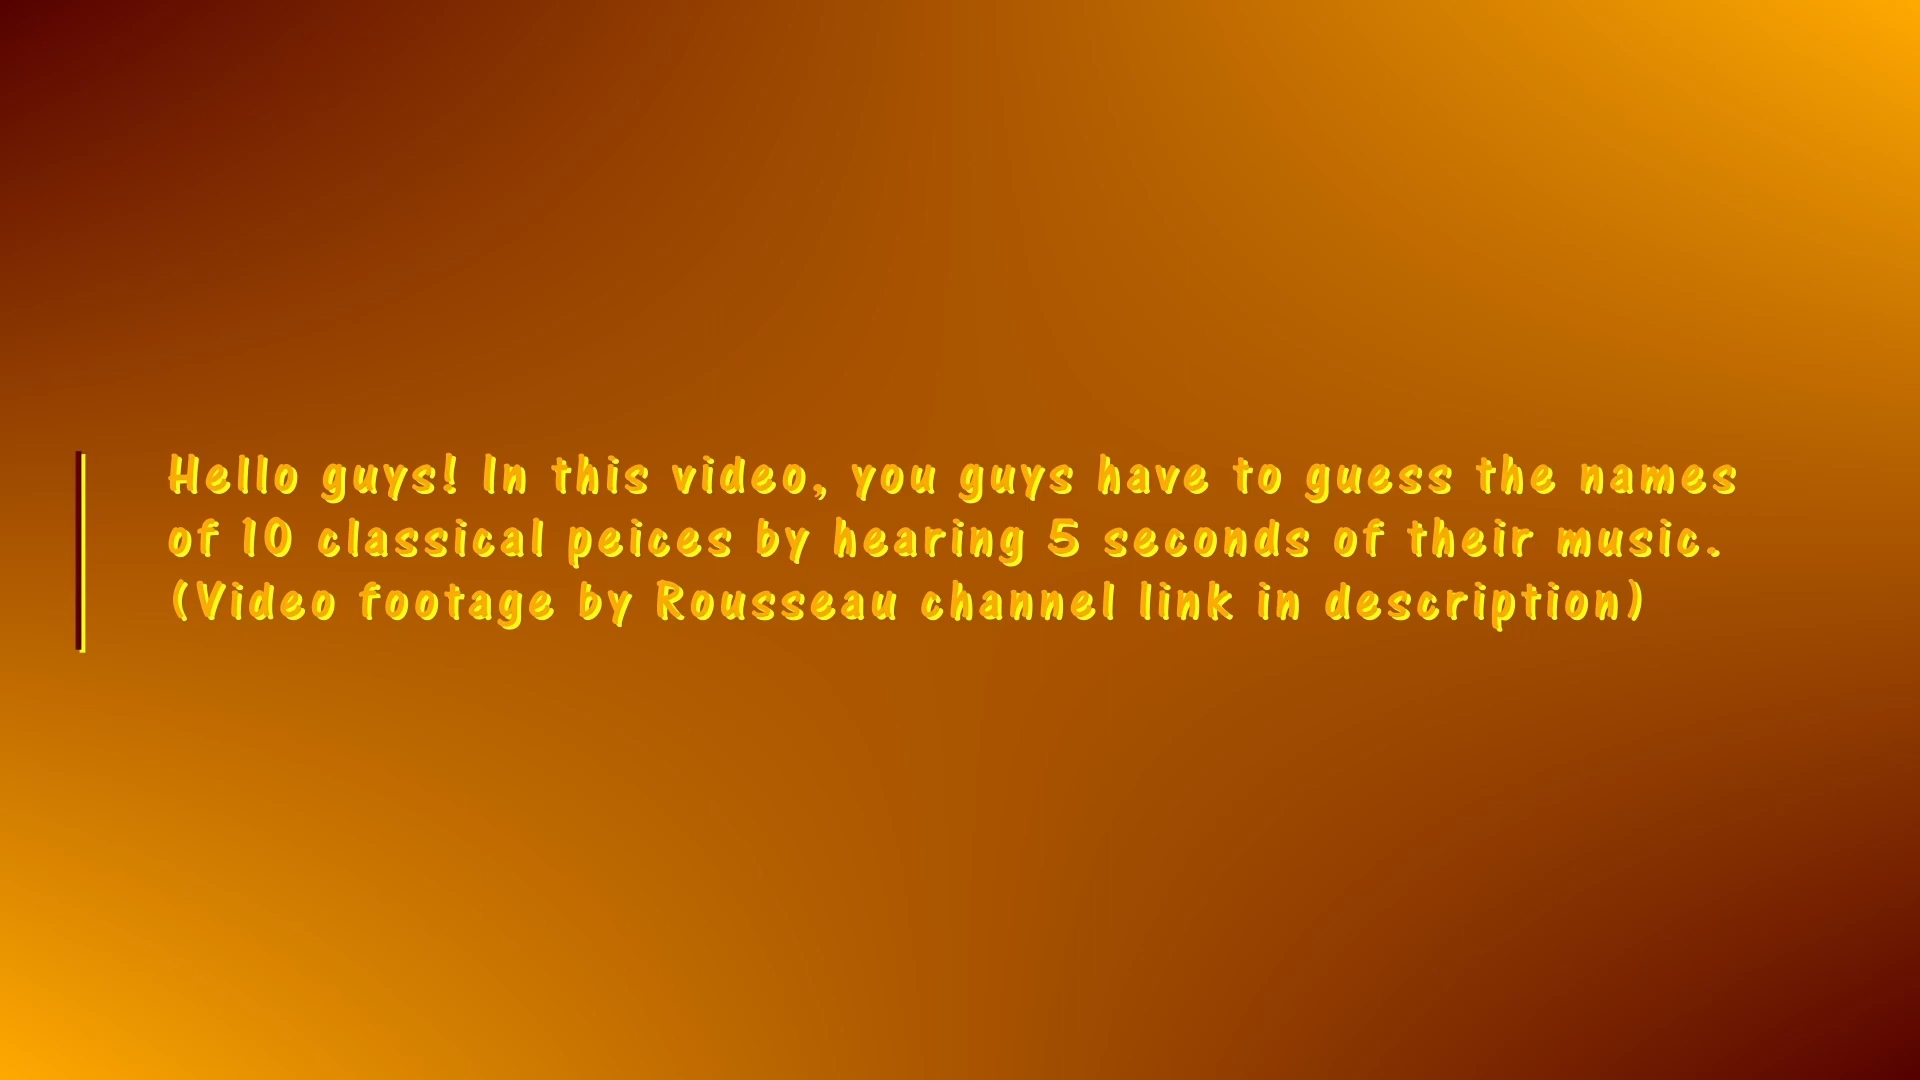 Hello guys! In this video, you guys have to guess the names
of 10 classical peices by hearing 5 seconds of their music.
(Video footage by Rousseau channel link in description)